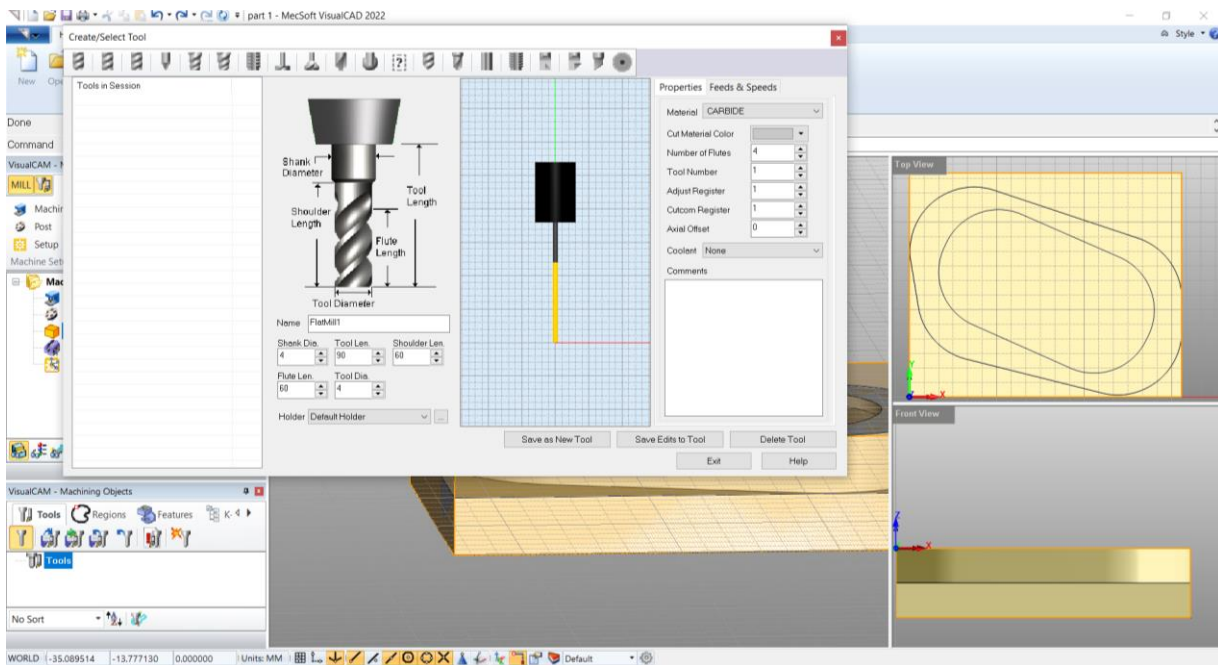 part 1 - MecSoft VisualCAD 2022
Style
Create/Select Tool
New
Done
Command
VisualCAM - M
MILL
Machin
Post
Setup
Machine Set
Mac
Tools in Session
Shank
Diameter
Tool
Length
Shoulder
Length
Flute
Length
Tool Diameter
Name FlatMill1
Shank Dia. Tool Len. Shoulder Len.
4 90 60
Flute Len. Tool Dia.
60 4
Holder Default Holder ...
Properties Feeds & Speeds
Material CARBIDE
Cut Material Color
Number of Flutes 4
Tool Number 1
Adjust Register 1
Cutcom Register 1
Axial Offset 0
Coolant None
Comments
Save as New Tool Save Edits to Tool Delete Tool
Exit Help
Top View
Y
X
Front View
Z
X
VisualCAM - Machining Objects
Tools Regions Features K
Tools
No Sort
WORLD -35.089514 -13.777130 0.000000 Units: MM Default